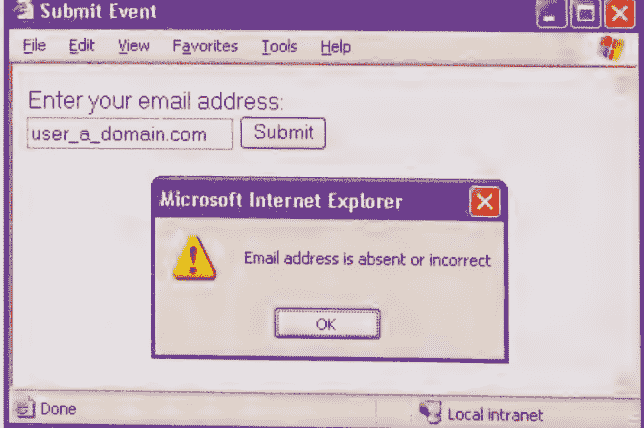 Submit Event
File Edit View Favorites Tools Help
Enter your email address:
user_a_domain.com Submit
Microsoft Internet Explorer
Email address is absent or incorrect
OK
Done Local intranet